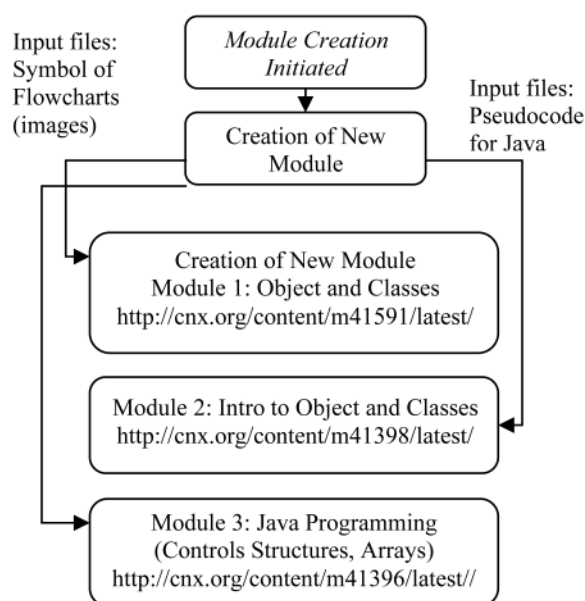 Input files:
Symbol of
Flowcharts
(images)
Module Creation
Initiated
Input files:
Pseudocode
for Java
Creation of New
Module
Creation of New Module
Module 1: Object and Classes
http://cnx.org/content/m41591/latest/
Module 2: Intro to Object and Classes
http://cnx.org/content/m41398/latest/
Module 3: Java Programming
(Controls Structures, Arrays)
http://cnx.org/content/m41396/latest//